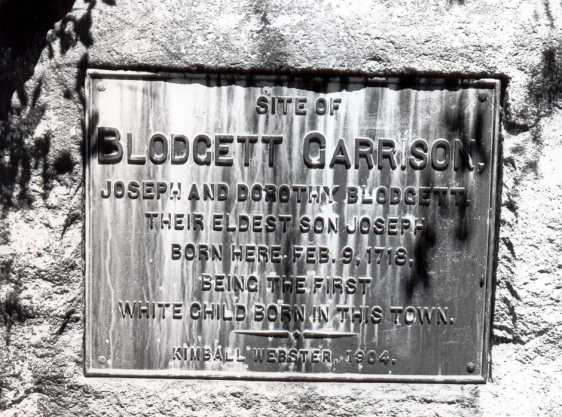 SITE OF
BLODGETT GARRISON,
JOSEPH AND DOROTHY BLODGETT.
THEIR ELDEST SON JOSEPH
BORN HERE FEB. 9, 1718.
BEING THE FIRST
WHITE CHILD BORN IN THIS TOWN.
KIMBALL WEBSTER, 1904.